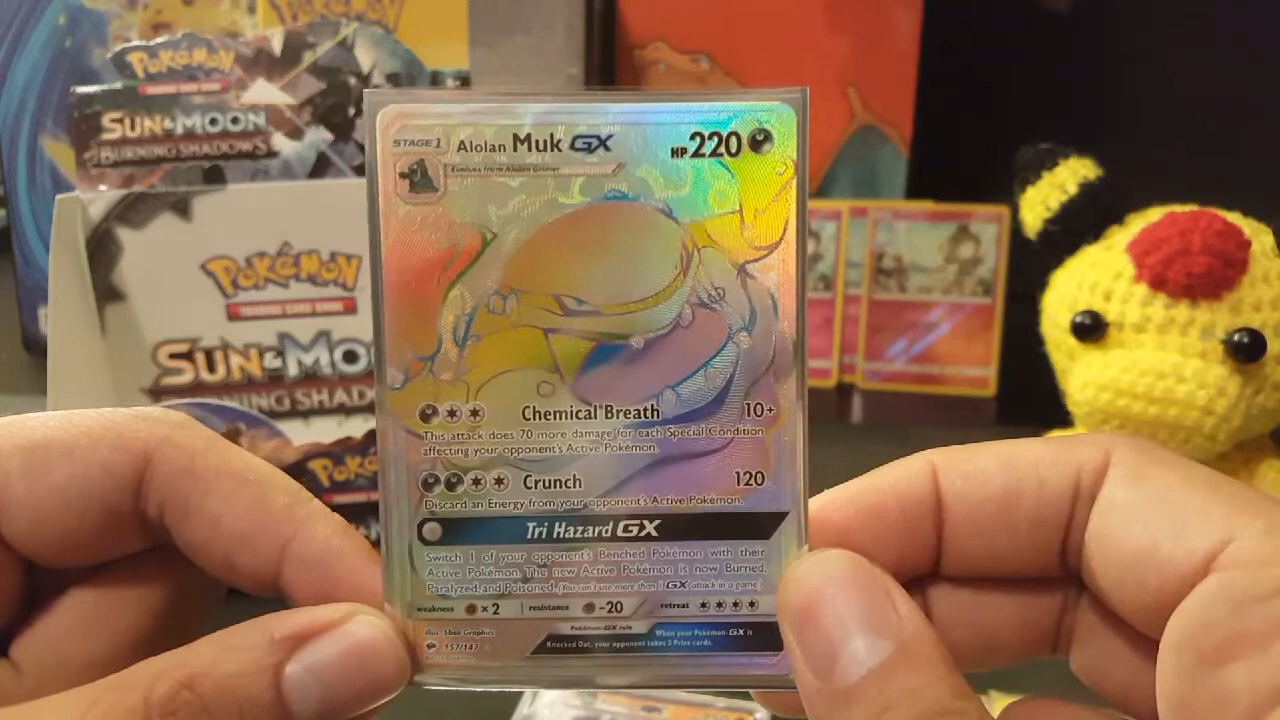 Pokémon
SUN & MOON
BURNING SHADOWS
Pokémon
TRADING CARD GAME
SUN & MOO
NING SHAD
Poké
STAGE 1 Alolan Muk GX HP 220
Evolves from Alolan Grimer
Chemical Breath 10+
This attack does 70 more damage for each Special Condition
affecting your opponent's Active Pokémon.
Crunch 120
Discard an Energy from your opponent's Active Pokémon.
Tri Hazard GX
Switch 1 of your opponent's Benched Pokémon with their
Active Pokémon. The new Active Pokémon is now Burned,
Paralyzed, and Poisoned. (You can't use more than 1 GX attack in a game.)
weakness ×2 resistance -20 retreat
Pokémon-GX rule When your Pokémon-GX is
Knocked Out, your opponent takes 2 Prize cards.
Illus. 5ban Graphics
157/147